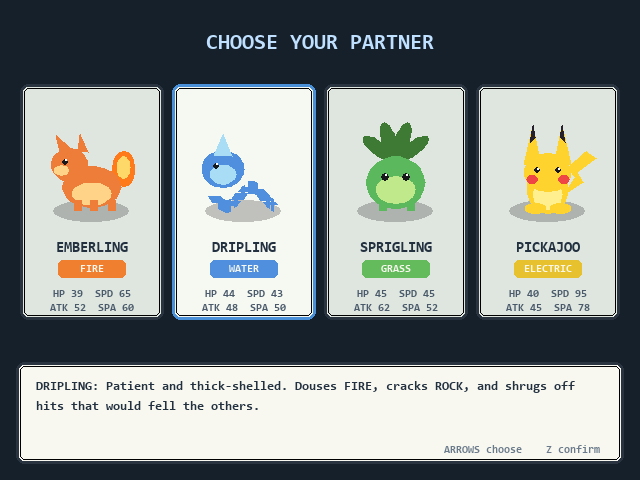 CHOOSE YOUR PARTNER
EMBERLING
FIRE
HP 39 SPD 65
ATK 52 SPA 60
DRIPLING
WATER
HP 44 SPD 43
ATK 48 SPA 50
SPRIGLING
GRASS
HP 45 SPD 45
ATK 62 SPA 52
PICKAJOO
ELECTRIC
HP 40 SPD 95
ATK 45 SPA 78
DRIPLING: Patient and thick-shelled. Douses FIRE, cracks ROCK, and shrugs off
hits that would fell the others.
ARROWS choose Z confirm